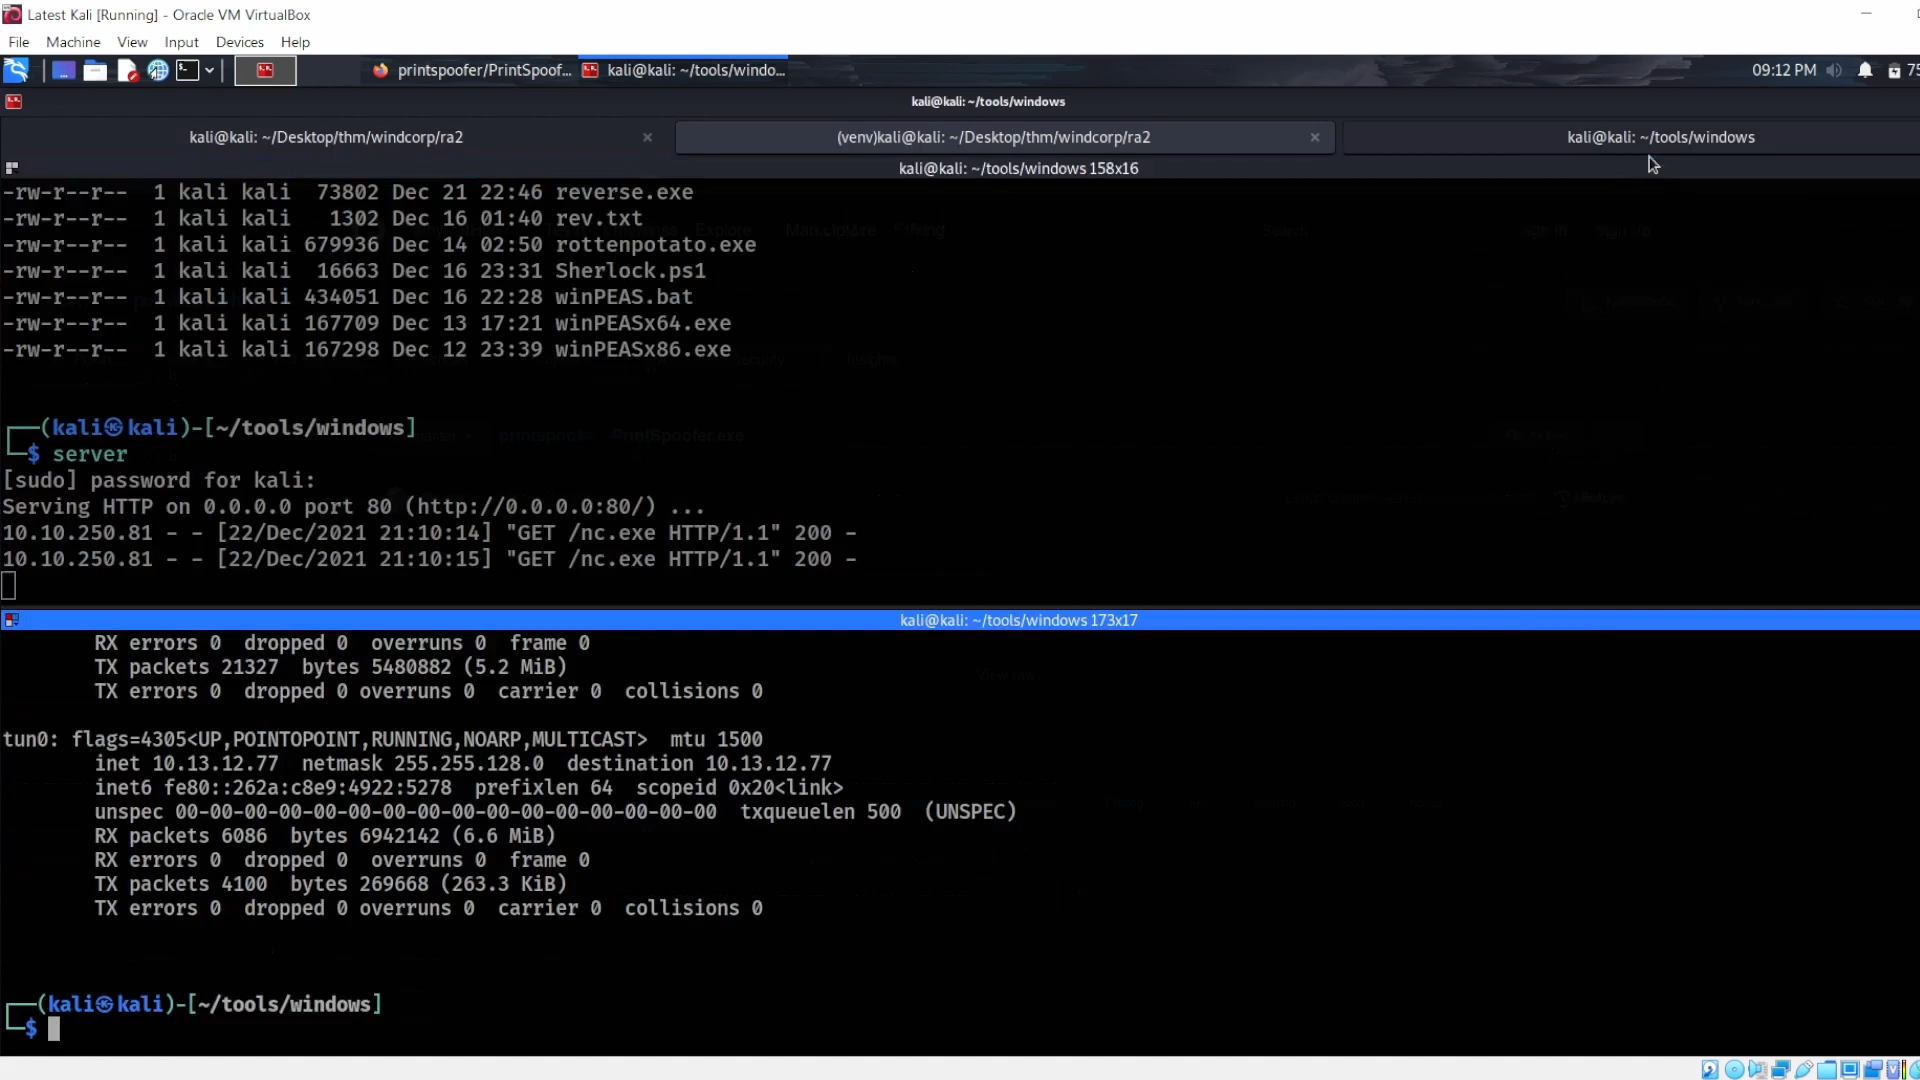 Latest Kali [Running] - Oracle VM VirtualBox
File Machine View Input Devices Help
printspoofer/PrintSpoof... kali@kali: ~/tools/windo... 09:12 PM 75
kali@kali: ~/tools/windows
kali@kali: ~/Desktop/thm/windcorp/ra2 × (venv)kali@kali: ~/Desktop/thm/windcorp/ra2 × kali@kali: ~/tools/windows
kali@kali: ~/tools/windows 158x16
-rw-r--r-- 1 kali kali 73802 Dec 21 22:46 reverse.exe
-rw-r--r-- 1 kali kali 1302 Dec 16 01:40 rev.txt
-rw-r--r-- 1 kali kali 679936 Dec 14 02:50 rottenpotato.exe
-rw-r--r-- 1 kali kali 16663 Dec 16 23:31 Sherlock.ps1
-rw-r--r-- 1 kali kali 434051 Dec 16 22:28 winPEAS.bat
-rw-r--r-- 1 kali kali 167709 Dec 13 17:21 winPEASx64.exe
-rw-r--r-- 1 kali kali 167298 Dec 12 23:39 winPEASx86.exe
┌──(kali㉿kali)-[~/tools/windows]
└─$ server
[sudo] password for kali:
Serving HTTP on 0.0.0.0 port 80 (http://0.0.0.0:80/) ...
10.10.250.81 - - [22/Dec/2021 21:10:14] "GET /nc.exe HTTP/1.1" 200 -
10.10.250.81 - - [22/Dec/2021 21:10:15] "GET /nc.exe HTTP/1.1" 200 -
kali@kali: ~/tools/windows 173x17
RX errors 0 dropped 0 overruns 0 frame 0
TX packets 21327 bytes 5480882 (5.2 MiB)
TX errors 0 dropped 0 overruns 0 carrier 0 collisions 0
tun0: flags=4305<UP,POINTOPOINT,RUNNING,NOARP,MULTICAST> mtu 1500
inet 10.13.12.77 netmask 255.255.128.0 destination 10.13.12.77
inet6 fe80::262a:c8e9:4922:5278 prefixlen 64 scopeid 0x20<link>
unspec 00-00-00-00-00-00-00-00-00-00-00-00-00-00-00-00 txqueuelen 500 (UNSPEC)
RX packets 6086 bytes 6942142 (6.6 MiB)
RX errors 0 dropped 0 overruns 0 frame 0
TX packets 4100 bytes 269668 (263.3 KiB)
TX errors 0 dropped 0 overruns 0 carrier 0 collisions 0
┌──(kali㉿kali)-[~/tools/windows]
└─$